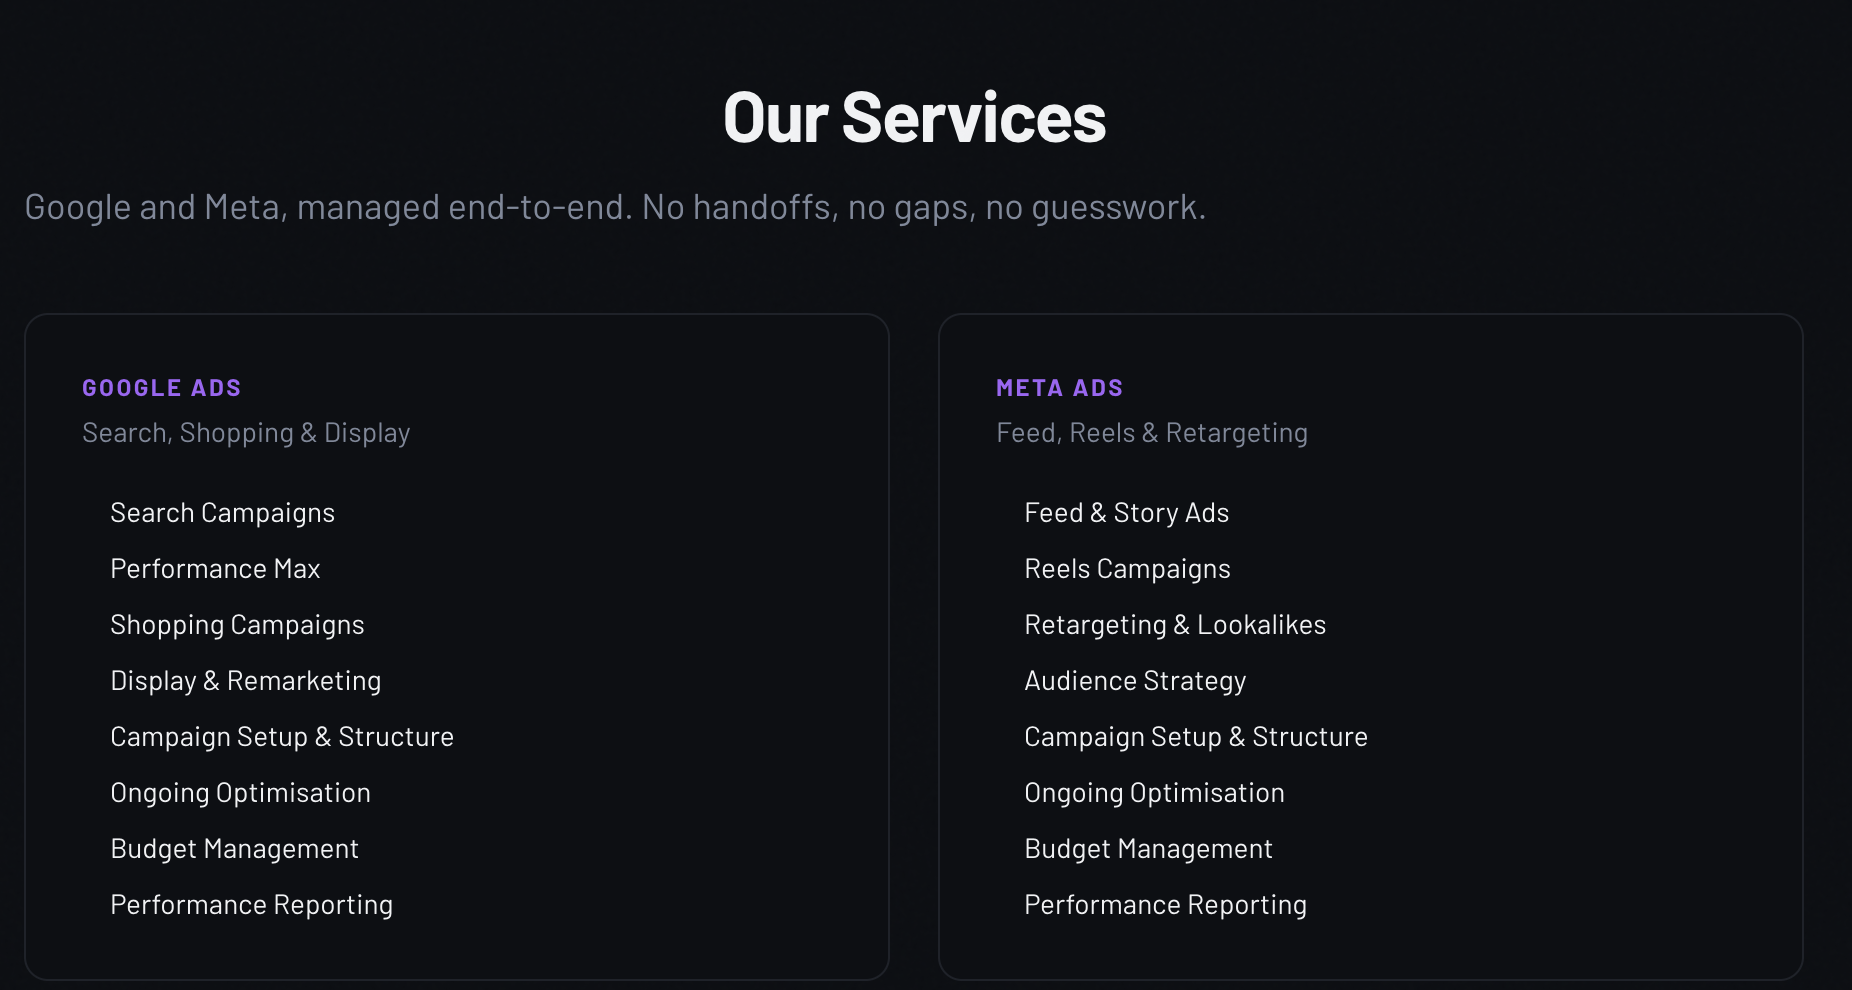 Our Services
Google and Meta, managed end-to-end. No handoffs, no gaps, no guesswork.
GOOGLE ADS
Search, Shopping & Display
Search Campaigns
Performance Max
Shopping Campaigns
Display & Remarketing
Campaign Setup & Structure
Ongoing Optimisation
Budget Management
Performance Reporting
META ADS
Feed, Reels & Retargeting
Feed & Story Ads
Reels Campaigns
Retargeting & Lookalikes
Audience Strategy
Campaign Setup & Structure
Ongoing Optimisation
Budget Management
Performance Reporting